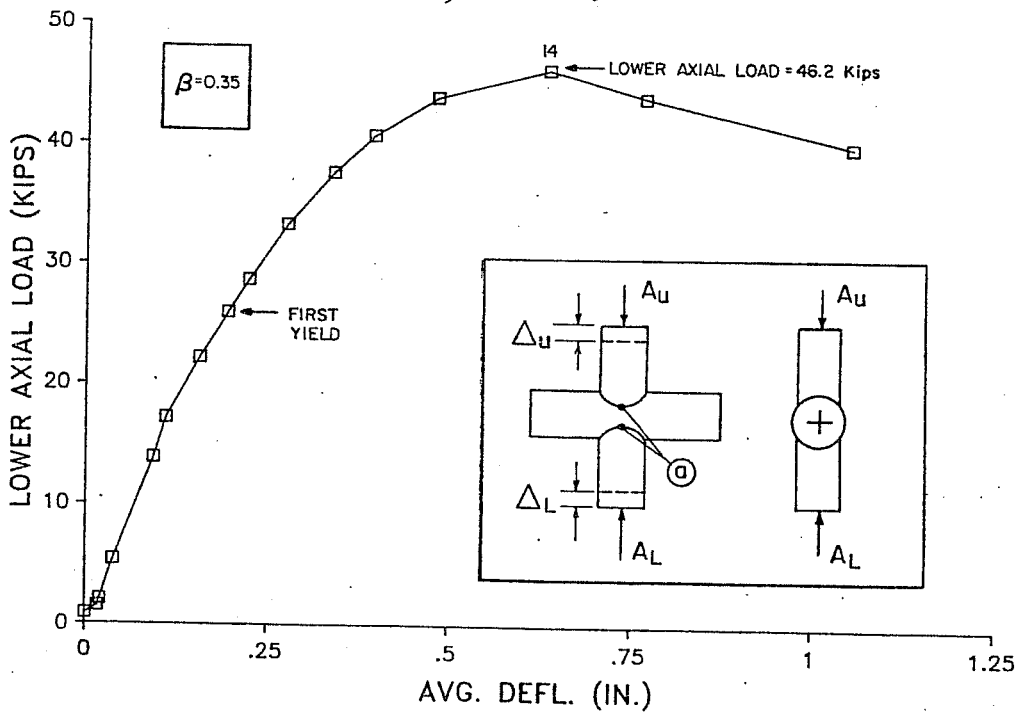 50
40
30
20
10
0
LOWER AXIAL LOAD (KIPS)
β=0.35
14
LOWER AXIAL LOAD = 46.2 Kips
FIRST
YIELD
Au
Au
Δu
a
ΔL
AL
AL
0
.25
.5
.75
1
1.25
AVG. DEFL. (IN.)